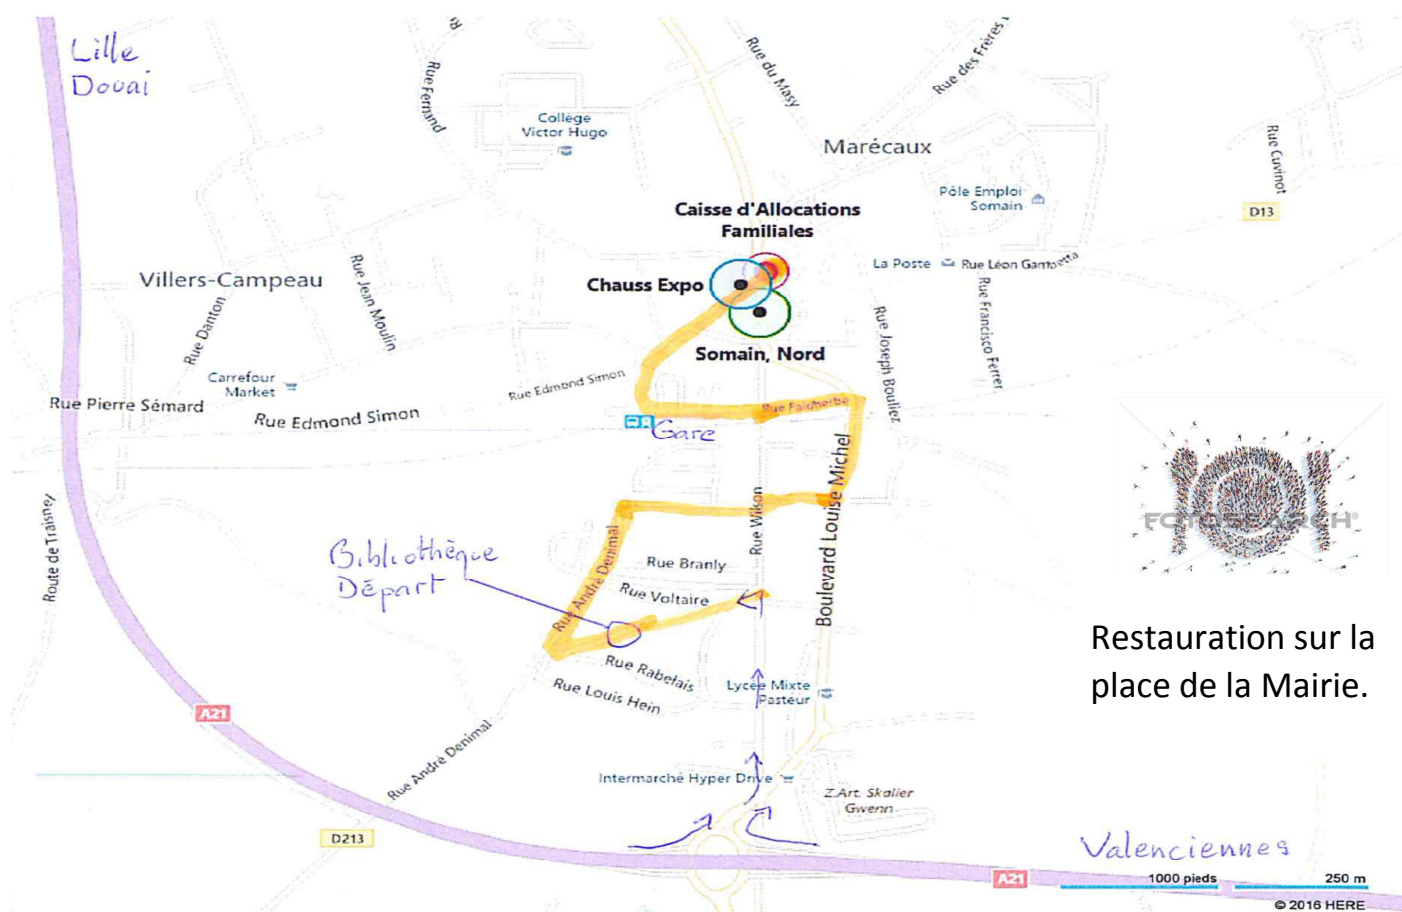 Lille
Douai
Rue Fernand
Collège
Victor Hugo
Rue du Masy
Rue des Frères
Marécaux
Rue Cuvinot
Pôle Emploi
Somain
D13
Caisse d'Allocations
Familiales
La Poste
Rue Léon Gambetta
Villers-Campeau
Chauss Expo
Rue Jean Moulin
Rue Danton
Rue Francisco Ferrer
Rue Joseph Bouliez
Somain, Nord
Carrefour
Market
Rue Edmond Simon
Rue Pierre Sémard
Rue Edmond Simon
Rue Faidherbe
Gare
Boulevard Louise Michel
Rue Wilson
Route de Traisnel
FOTOSEARCH®
Bibliothèque
Départ
Rue André Denimal
Rue Branly
Rue Voltaire
Rue Rabelais
Rue Louis Hein
Restauration sur la
place de la Mairie.
Lycée Mixte
Pasteur
A21
Rue André Denimal
Intermarché Hyper Drive
Z.Art. Skalier
Gwenn
D213
Valenciennes
A21
1000 pieds
250 m
© 2016 HERE